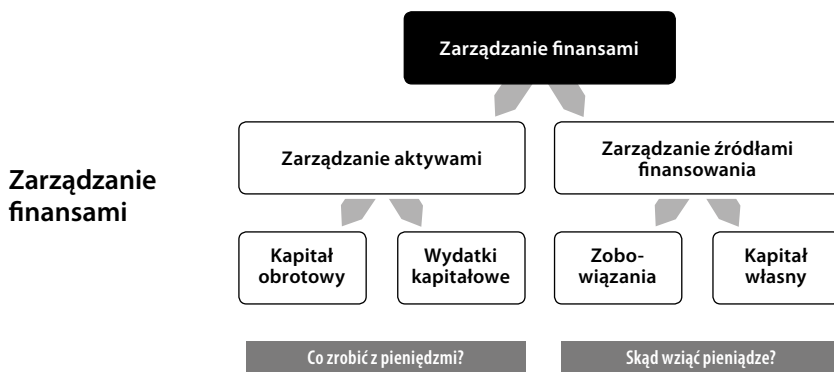 Zarządzanie finansami
Zarządzanie aktywami
Zarządzanie źródłami
finansowania
Zarządzanie
finansami
Kapitał
obrotowy
Wydatki
kapitałowe
Zobo-
wiązania
Kapitał
własny
Co zrobić z pieniędzmi?
Skąd wziąć pieniądze?